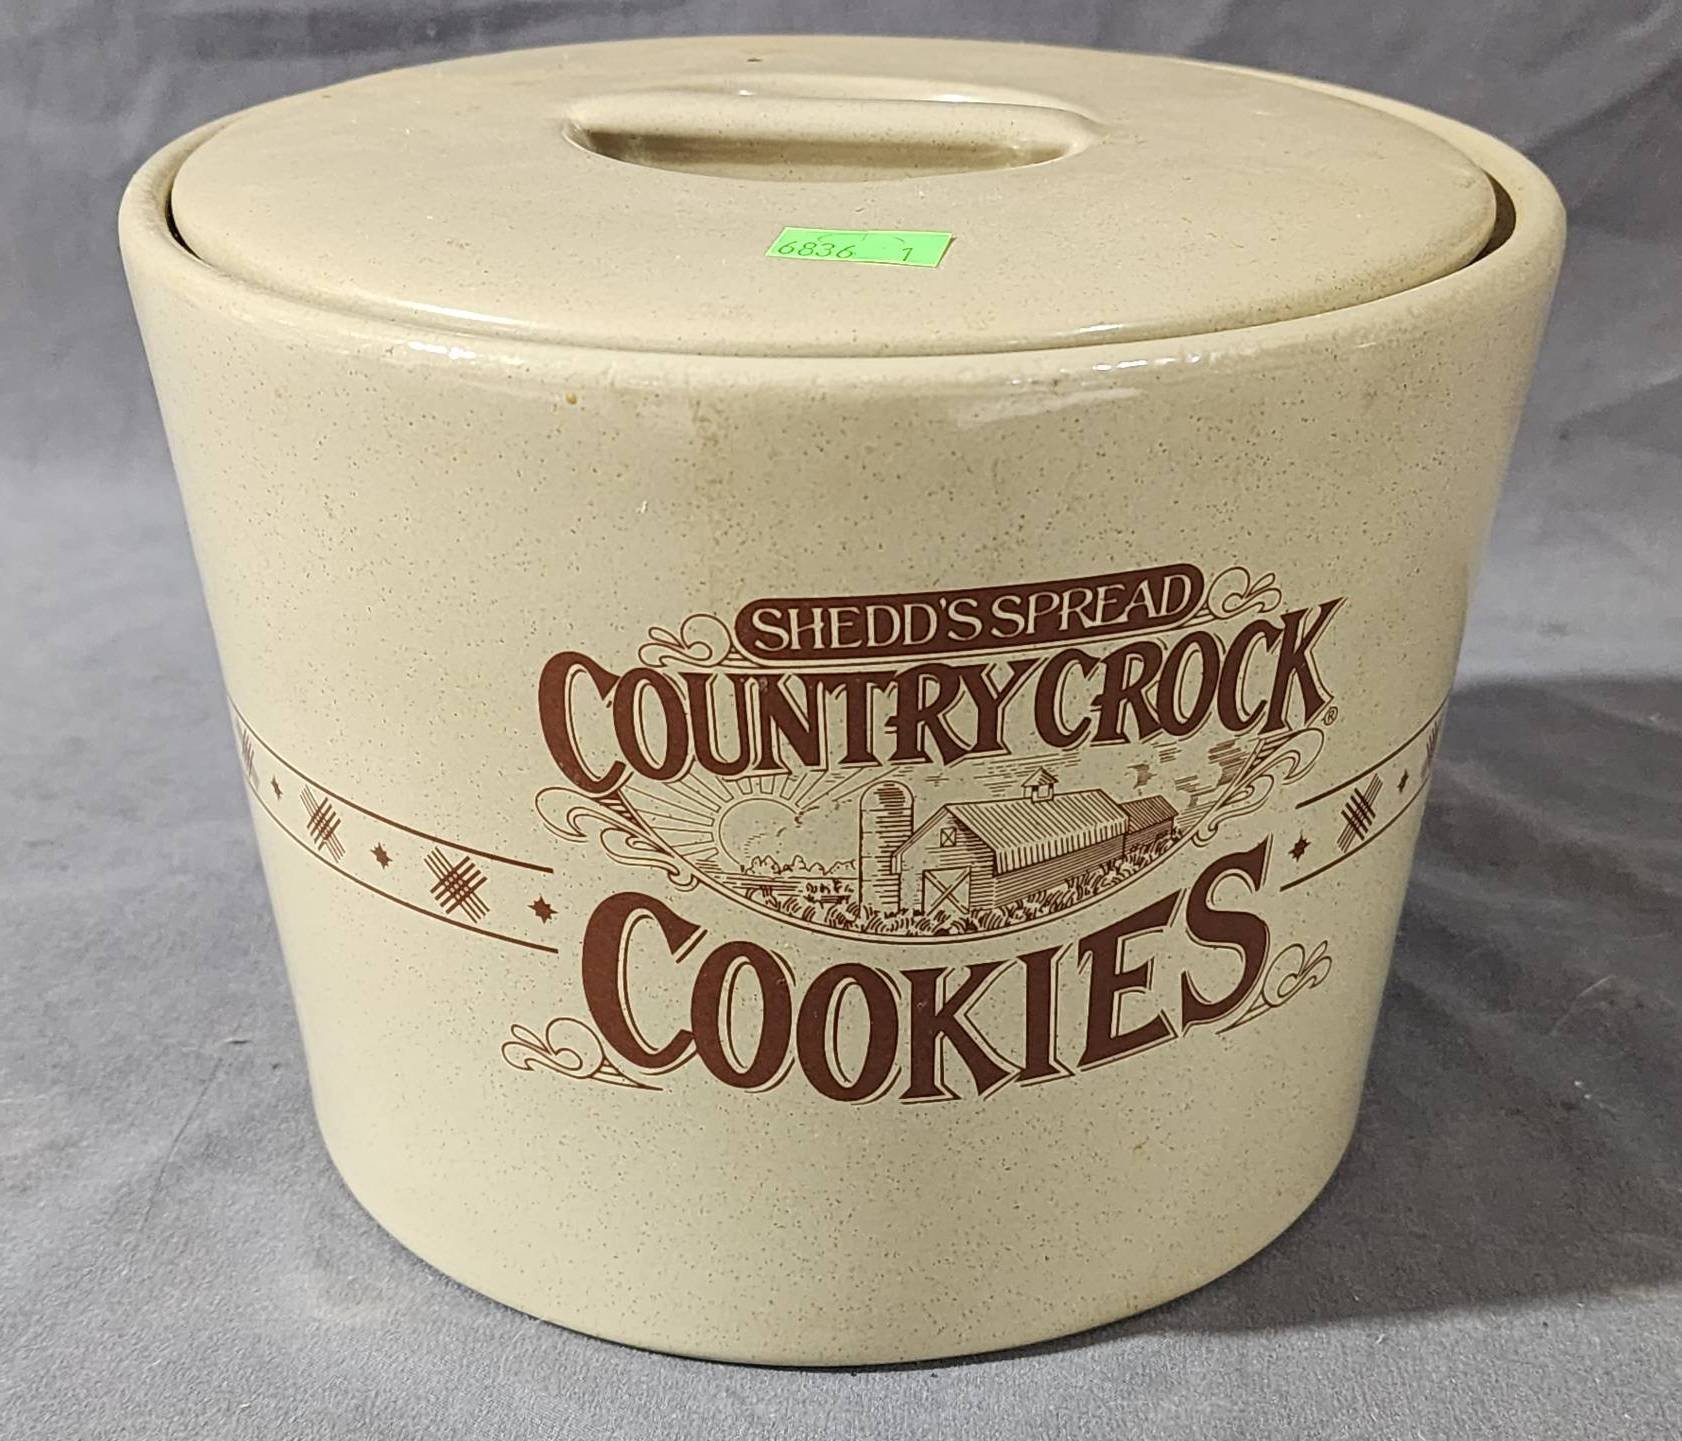 6836 1
SHEDD'S SPREAD
COUNTRY CROCK®
COOKIES